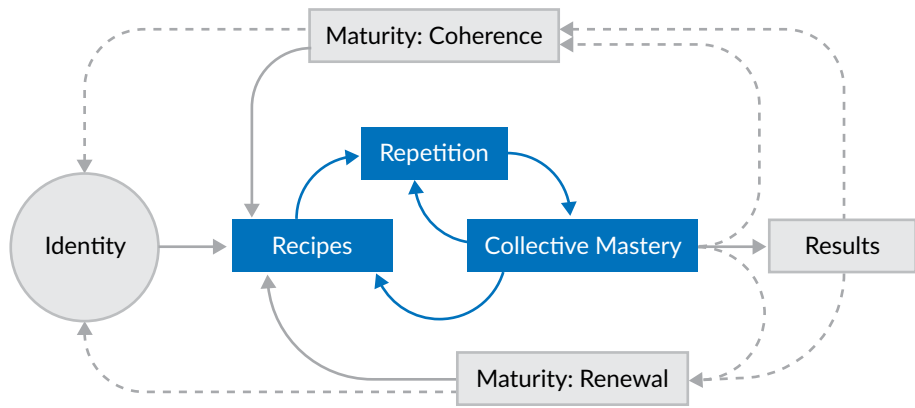 Maturity: Coherence
Repetition
Identity
Recipes
Collective Mastery
Results
Maturity: Renewal